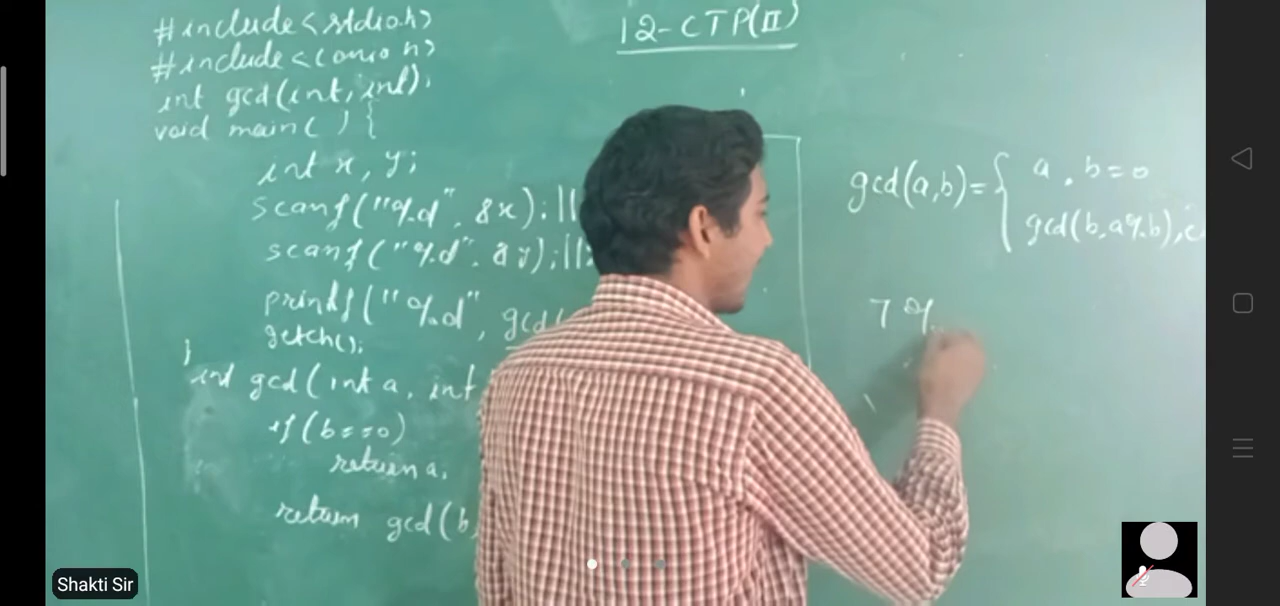 12-CTP(II)
#include<stdio.h>
#include<conio.h>
int gcd(int, int);
void main( ) {
int x, y;
scanf("%d", &x); //
scanf("%d", &y); //
printf("%d", gcd(
getch();
}
int gcd(int a, int
if(b==0)
return a;
return gcd(b,
gcd(a,b)= { a, b=0
gcd(b,a%b),
7 %
Shakti Sir